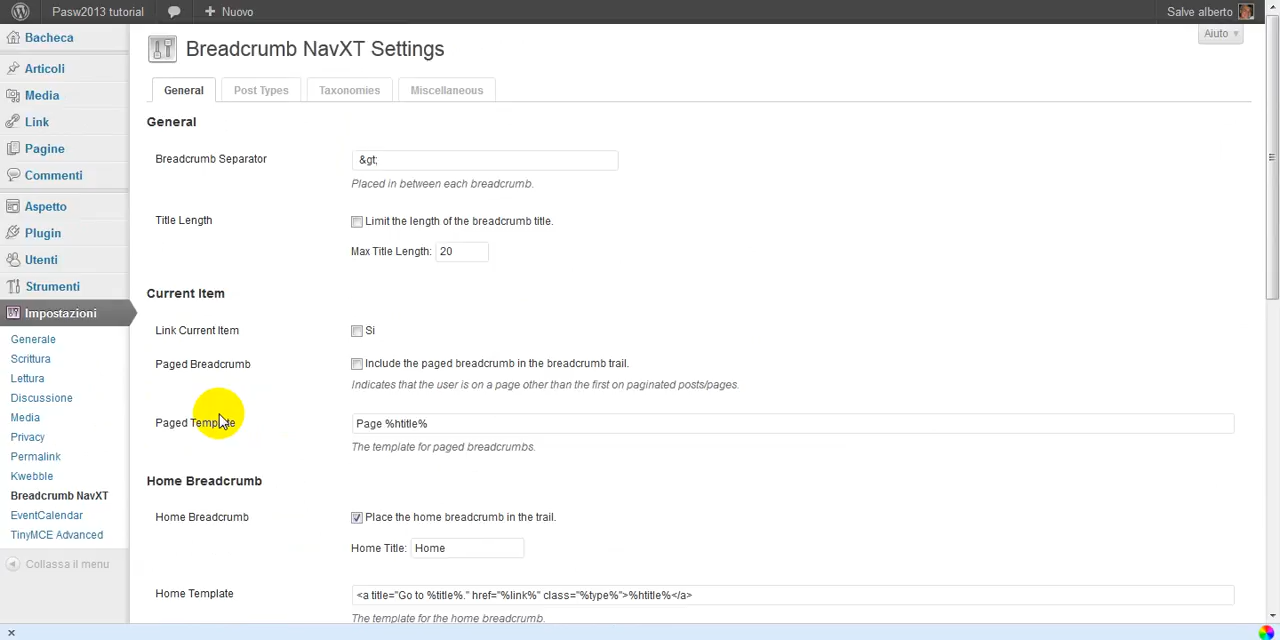 Pasw2013 tutorial
Nuovo
Salve alberto
Aiuto
Bacheca
Articoli
Media
Link
Pagine
Commenti
Aspetto
Plugin
Utenti
Strumenti
Impostazioni
Generale
Scrittura
Lettura
Discussione
Media
Privacy
Permalink
Kwebble
Breadcrumb NavXT
EventCalendar
TinyMCE Advanced
Collassa il menu
Breadcrumb NavXT Settings
General Post Types Taxonomies Miscellaneous
General
Breadcrumb Separator
&gt;
Placed in between each breadcrumb.
Title Length
Limit the length of the breadcrumb title.
Max Title Length: 20
Current Item
Link Current Item
Si
Paged Breadcrumb
Include the paged breadcrumb in the breadcrumb trail.
Indicates that the user is on a page other than the first on paginated posts/pages.
Paged Template
Page %htitle%
The template for paged breadcrumbs.
Home Breadcrumb
Home Breadcrumb
Place the home breadcrumb in the trail.
Home Title: Home
Home Template
<a title="Go to %title%." href="%link%" class="%type%">%htitle%</a>
The template for the home breadcrumb.